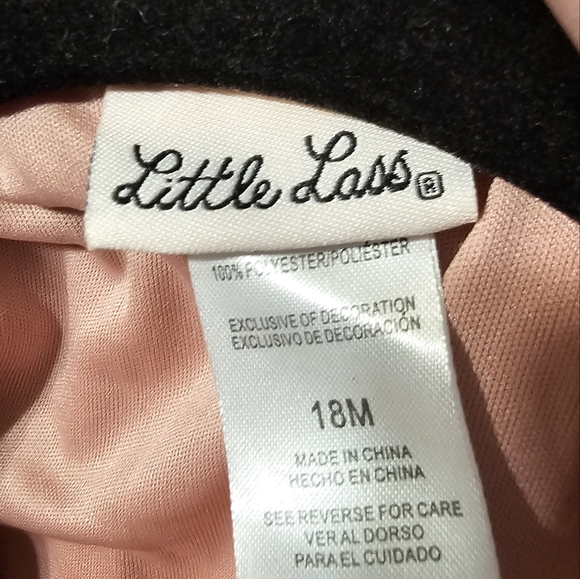 Little Lass®
100% POLYESTER/POLIÉSTER
EXCLUSIVE OF DECORATION
EXCLUSIVO DE DECORACIÓN
18M
MADE IN CHINA
HECHO EN CHINA
SEE REVERSE FOR CARE
VER AL DORSO
PARA EL CUIDADO